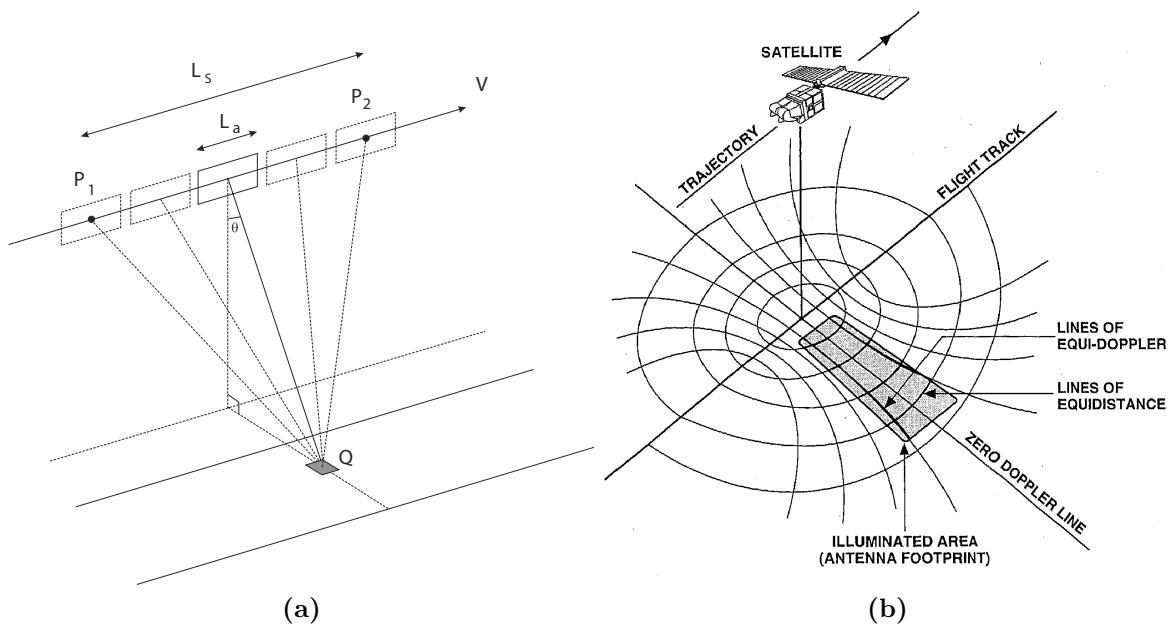 L S
V
P 2
L a
P 1
θ
Q
(a)
SATELLITE
TRAJECTORY
FLIGHT TRACK
LINES OF
EQUI-DOPPLER
LINES OF
EQUIDISTANCE
ZERO DOPPLER LINE
ILLUMINATED AREA
(ANTENNA FOOTPRINT)
(b)